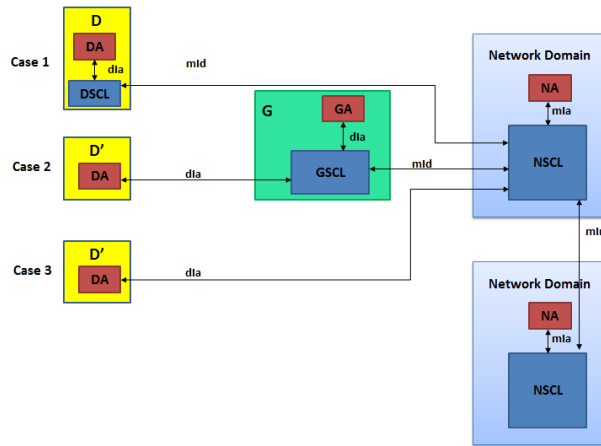 D
DA
dIa
DSCL
Case 1
mId
Network Domain
NA
mIa
NSCL
G
GA
dIa
GSCL
mId
Case 2
D’
DA
dIa
Case 3
D’
DA
dIa
Network Domain
NA
mIa
NSCL